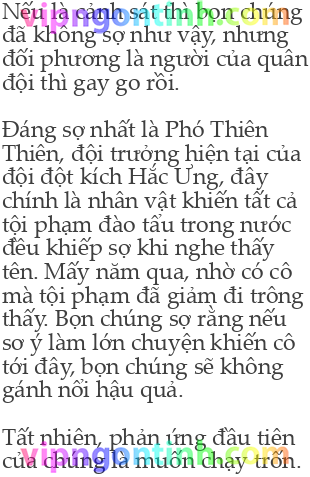 Nếu là cảnh sát thì bọn chúng
đã không sợ như vậy, nhưng
đối phương là người của quân
đội thì gay go rồi.
Đáng sợ nhất là Phó Thiên
Thiên, đội trưởng hiện tại của
đội đột kích Hắc Ưng, đây
chính là nhân vật khiến tất cả
tội phạm đào tẩu trong nước
đều khiếp sợ khi nghe thấy
tên. Mấy năm qua, nhờ có cô
mà tội phạm đã giảm đi trông
thấy. Bọn chúng sợ rằng nếu
sơ ý làm lớn chuyện khiến cô
tới đây, bọn chúng sẽ không
gánh nổi hậu quả.
Tất nhiên, phản ứng đầu tiên
của chúng là muốn chạy trốn.
vipngontinh.com
vipngontinh.com
vipngontinh.com